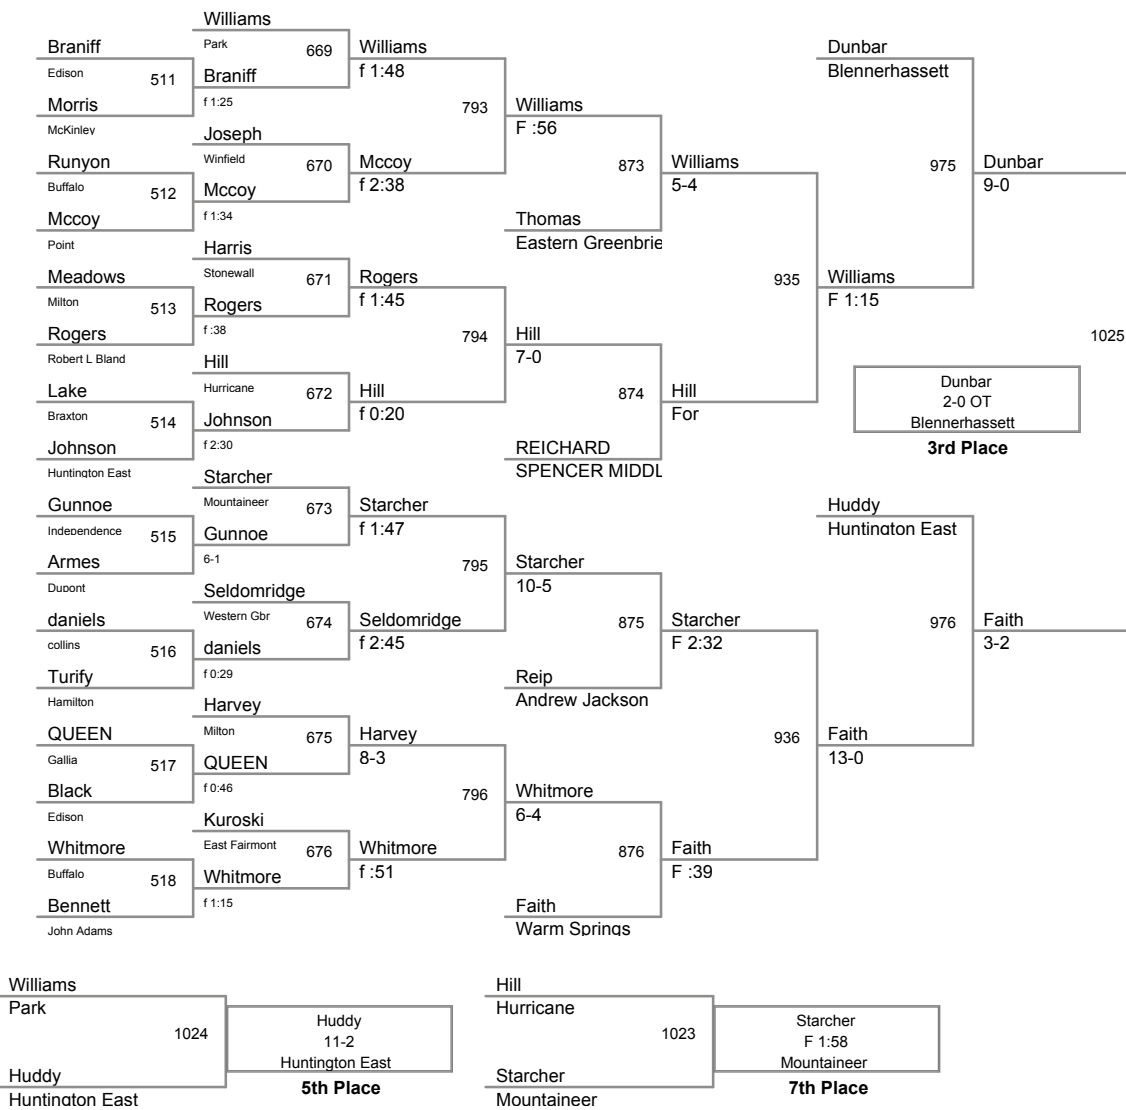 Williams
Park
669
Braniff
Edison
511
Braniff
f 1:25
Morris
McKinley
Williams
f 1:48
793
Joseph
Winfield
670
Runyon
Buffalo
512
Mccoy
f 1:34
Mccoy
Point
Mccoy
f 2:38
Williams
F :56
873
Thomas
Eastern Greenbrie
Harris
Stonewall
671
Meadows
Milton
513
Rogers
f :38
Rogers
Robert L Bland
Rogers
f 1:45
794
Hill
Hurricane
672
Lake
Braxton
514
Johnson
f 2:30
Johnson
Huntington East
Hill
f 0:20
Hill
7-0
874
REICHARD
SPENCER MIDDL
Williams
5-4
935
Hill
For
Starcher
Mountaineer
673
Gunnoe
Independence
515
Gunnoe
6-1
Armes
Dupont
Starcher
f 1:47
795
Seldomridge
Western Gbr
674
daniels
collins
516
daniels
f 0:29
Turify
Hamilton
Seldomridge
f 2:45
Starcher
10-5
875
Reip
Andrew Jackson
Harvey
Milton
675
QUEEN
Gallia
517
QUEEN
f 0:46
Black
Edison
Harvey
8-3
796
Kuroski
East Fairmont
676
Whitmore
Buffalo
518
Whitmore
f 1:15
Bennett
John Adams
Whitmore
f :51
Whitmore
6-4
876
Faith
Warm Springs
Starcher
F 2:32
936
Faith
F :39
Dunbar
Blennerhassett
975
Williams
F 1:15
Dunbar
9-0
1025
Dunbar
2-0 OT
Blennerhassett
3rd Place
Huddy
Huntington East
976
Faith
13-0
Faith
3-2
Williams
Park
1024
Huddy
Huntington East
Huddy
11-2
Huntington East
5th Place
Hill
Hurricane
1023
Starcher
Mountaineer
Starcher
F 1:58
Mountaineer
7th Place